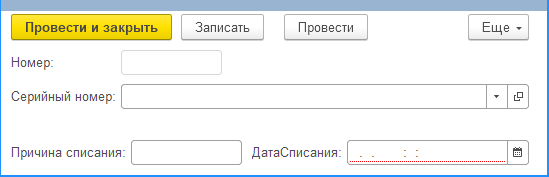 Провести и закрыть Записать Провести Еще
Номер:
Серийный номер:
Причина списания: ДатаСписания: . . : :